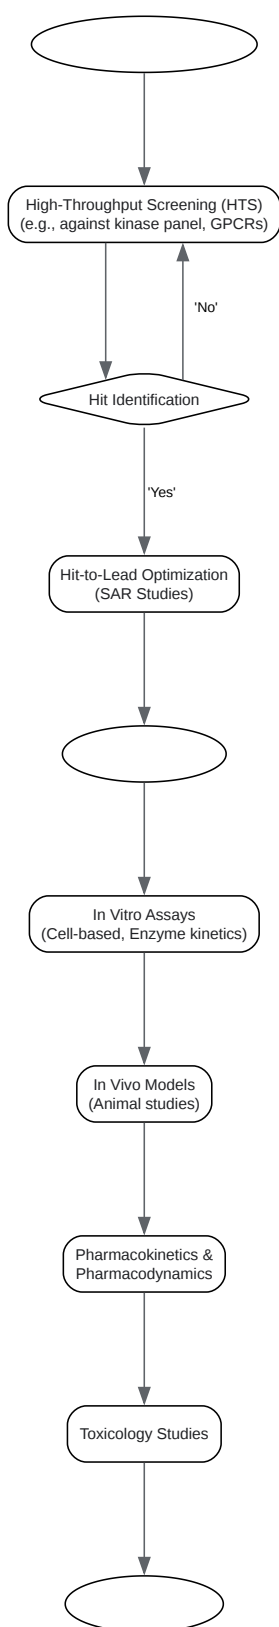 High-Throughput Screening (HTS)
(e.g., against kinase panel, GPCRs)
'No'
Hit Identification
'Yes'
Hit-to-Lead Optimization
(SAR Studies)
In Vitro Assays
(Cell-based, Enzyme kinetics)
In Vivo Models
(Animal studies)
Pharmacokinetics &
Pharmacodynamics
Toxicology Studies